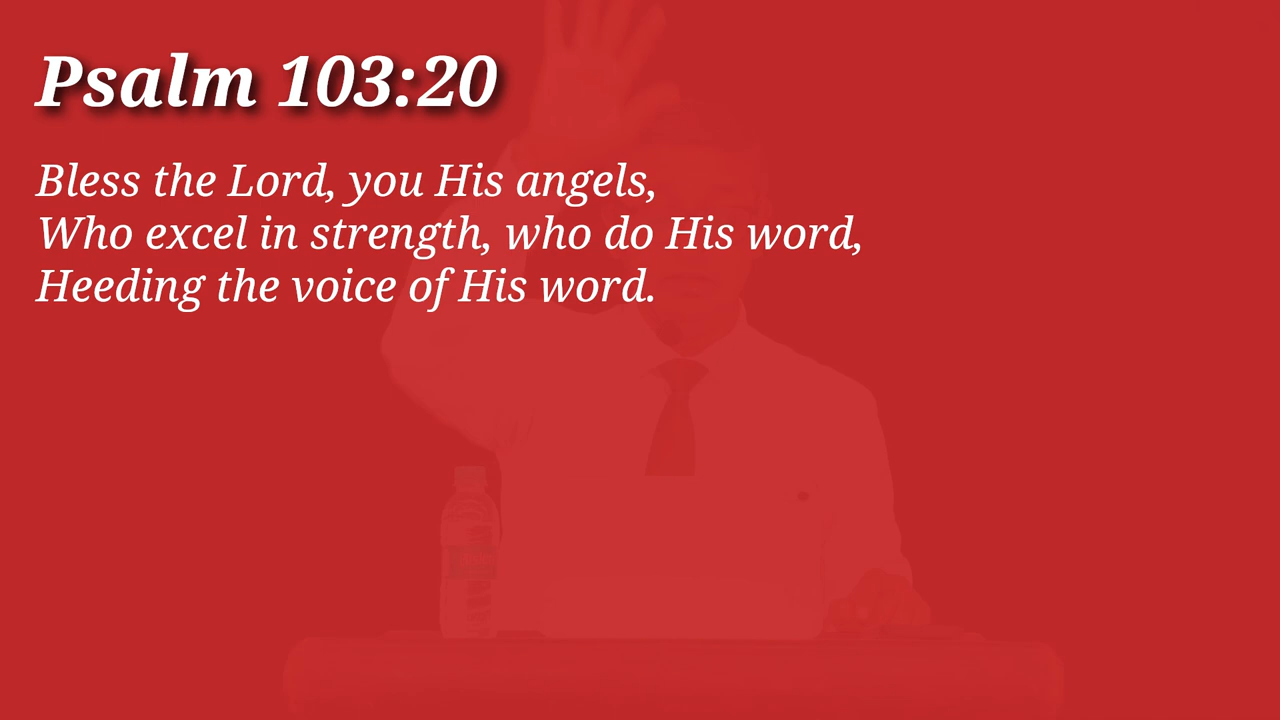 Psalm 103:20
Bless the Lord, you His angels,
Who excel in strength, who do His word,
Heeding the voice of His word.